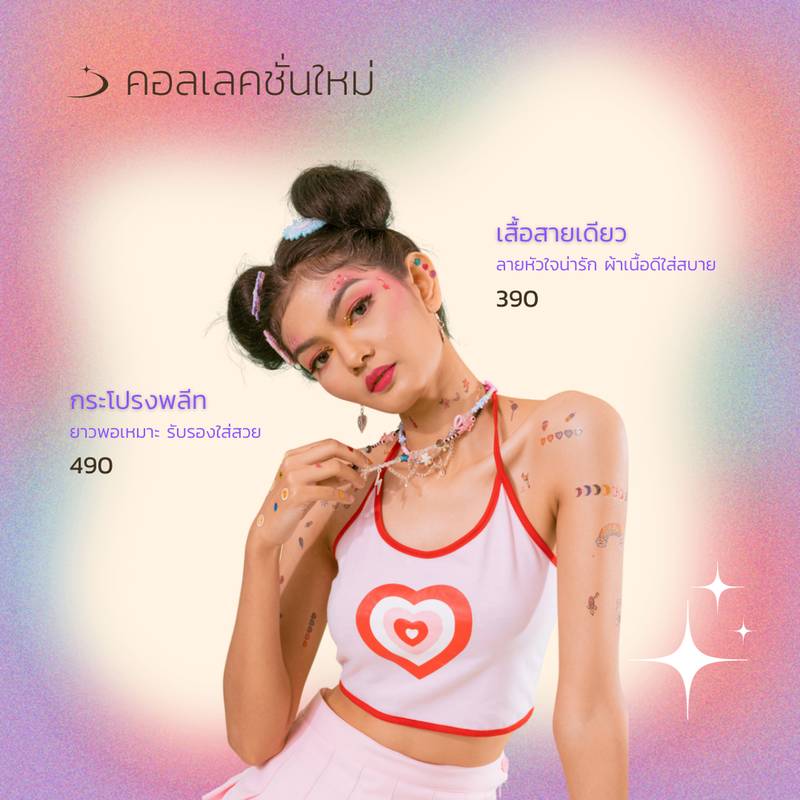 คอลเลคชั่นใหม่
เสื้อสายเดี่ยว
ลายหัวใจน่ารัก ผ้าเนื้อดีใส่สบาย
390
กระโปรงพลีท
ยาวพอเหมาะ รับรองใส่สวย
490